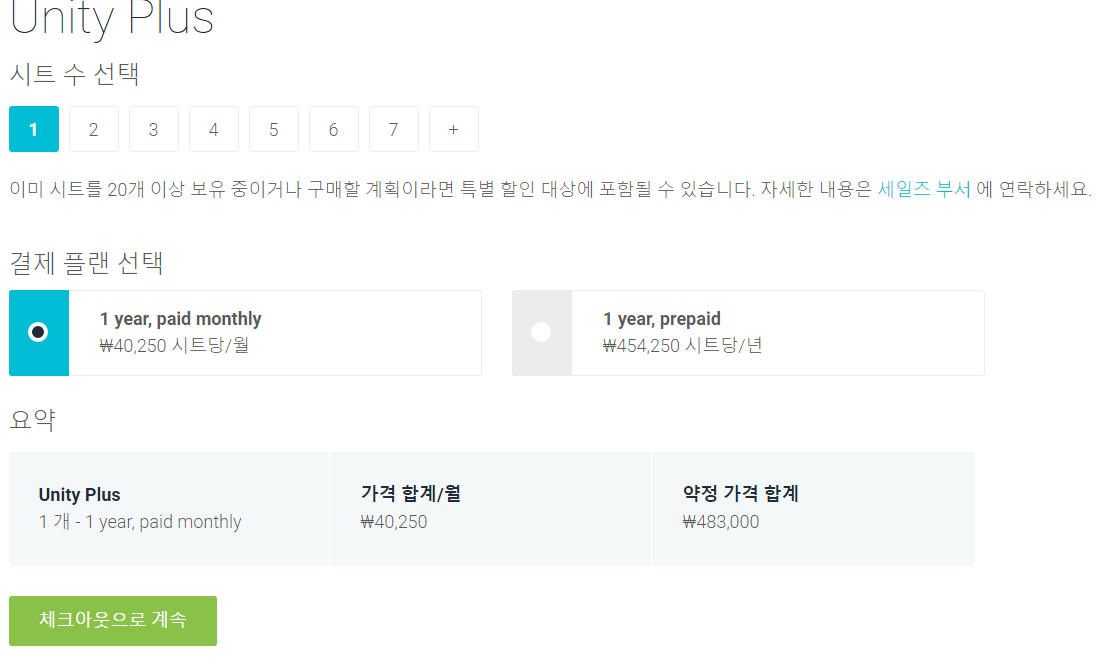 Unity Plus
시트 수 선택
1 2 3 4 5 6 7 +
이미 시트를 20개 이상 보유 중이거나 구매할 계획이라면 특별 할인 대상에 포함될 수 있습니다. 자세한 내용은 세일즈 부서 에 연락하세요.
결제 플랜 선택
1 year, paid monthly
₩40,250 시트당/월
1 year, prepaid
₩454,250 시트당/년
요약
Unity Plus
1 개 - 1 year, paid monthly
가격 합계/월
₩40,250
약정 가격 합계
₩483,000
체크아웃으로 계속